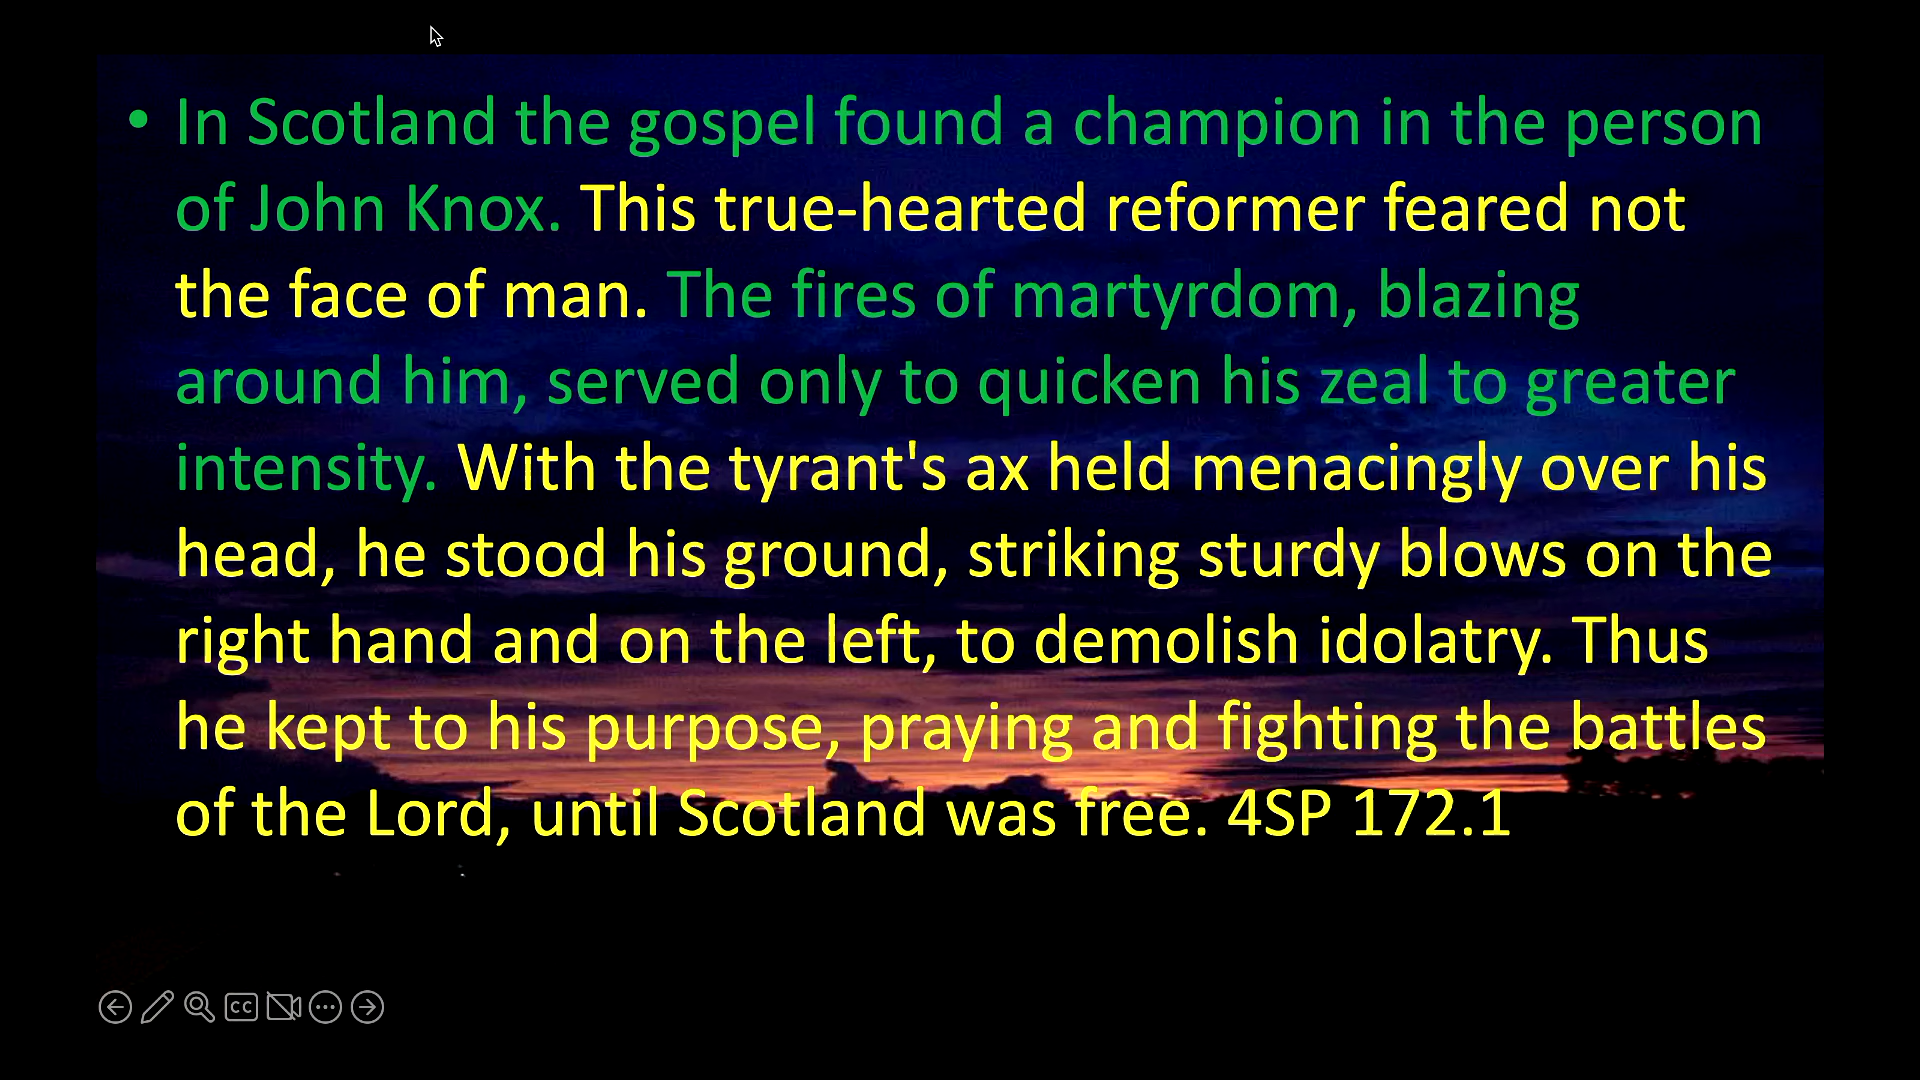 • In Scotland the gospel found a champion in the person
of John Knox. This true-hearted reformer feared not
the face of man. The fires of martyrdom, blazing
around him, served only to quicken his zeal to greater
intensity. With the tyrant's ax held menacingly over his
head, he stood his ground, striking sturdy blows on the
right hand and on the left, to demolish idolatry. Thus
he kept to his purpose, praying and fighting the battles
of the Lord, until Scotland was free. 4SP 172.1
CC